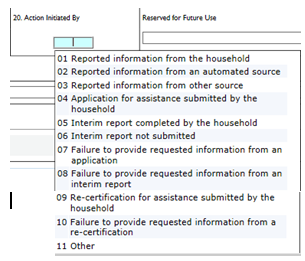 20. Action Initiated By
Reserved for Future Use
01 Reported information from the household
02 Reported information from an automated source
03 Reported information from other source
04 Application for assistance submitted by the
household
05 Interim report completed by the household
06 Interim report not submitted
07 Failure to provide requested information from an
application
08 Failure to provide requested information from an
interim report
09 Re-certification for assistance submitted by the
household
10 Failure to provide requested information from a
re-certification
11 Other